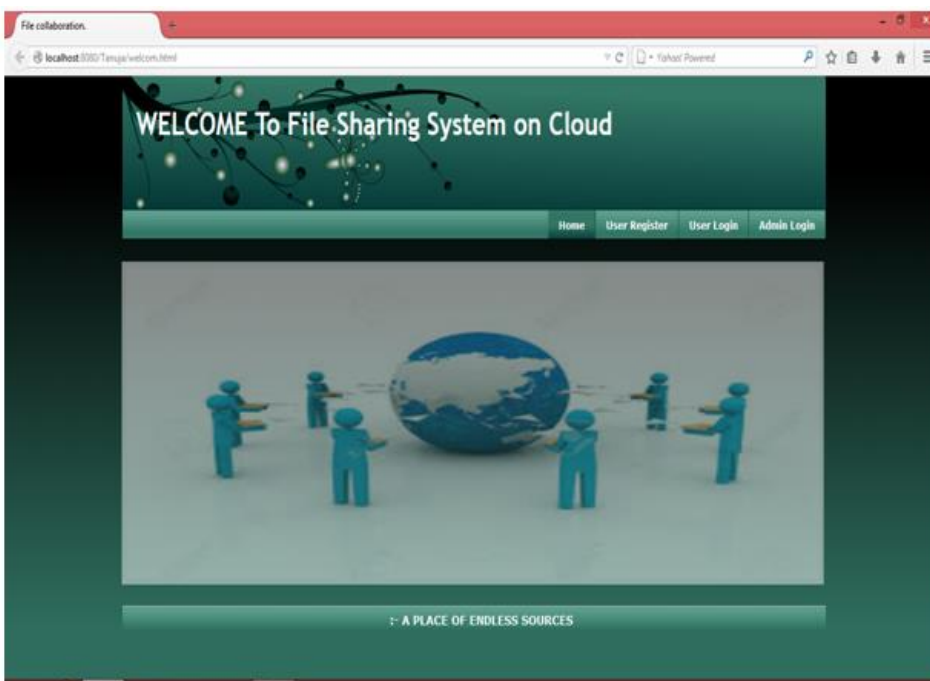 File collaboration.
localhost:8080/Tanuja/welcom.html
Yahoo! Powered
WELCOME To File Sharing System on Cloud
Home User Register User Login Admin Login
:- A PLACE OF ENDLESS SOURCES